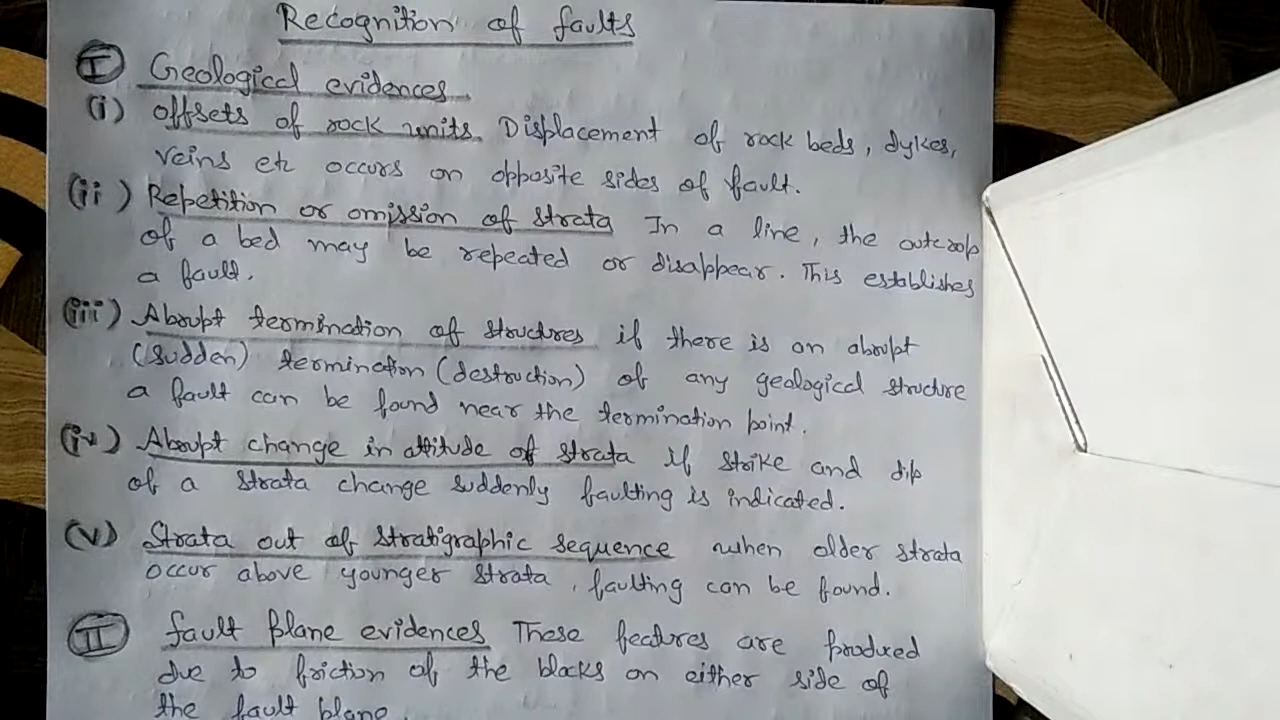 Recognition of faults
I Geological evidences
(i) offsets of rock units. Displacement of rock beds, dykes,
veins etc occurs on opposite sides of fault.
(ii) Repetition or omission of strata In a line, the outcrop
of a bed may be repeated or disappear. This establishes
a fault.
(iii) Abrupt termination of structures if there is an abrupt
(sudden) termination (destruction) of any geological structure
a fault can be found near the termination point.
(iv) Abrupt change in attitude of strata if strike and dip
of a strata change suddenly faulting is indicated.
(v) Strata out of stratigraphic sequence when older strata
occur above younger strata, faulting can be found.
II fault plane evidences These features are produced
due to friction of the blocks on either side of
the fault plane.